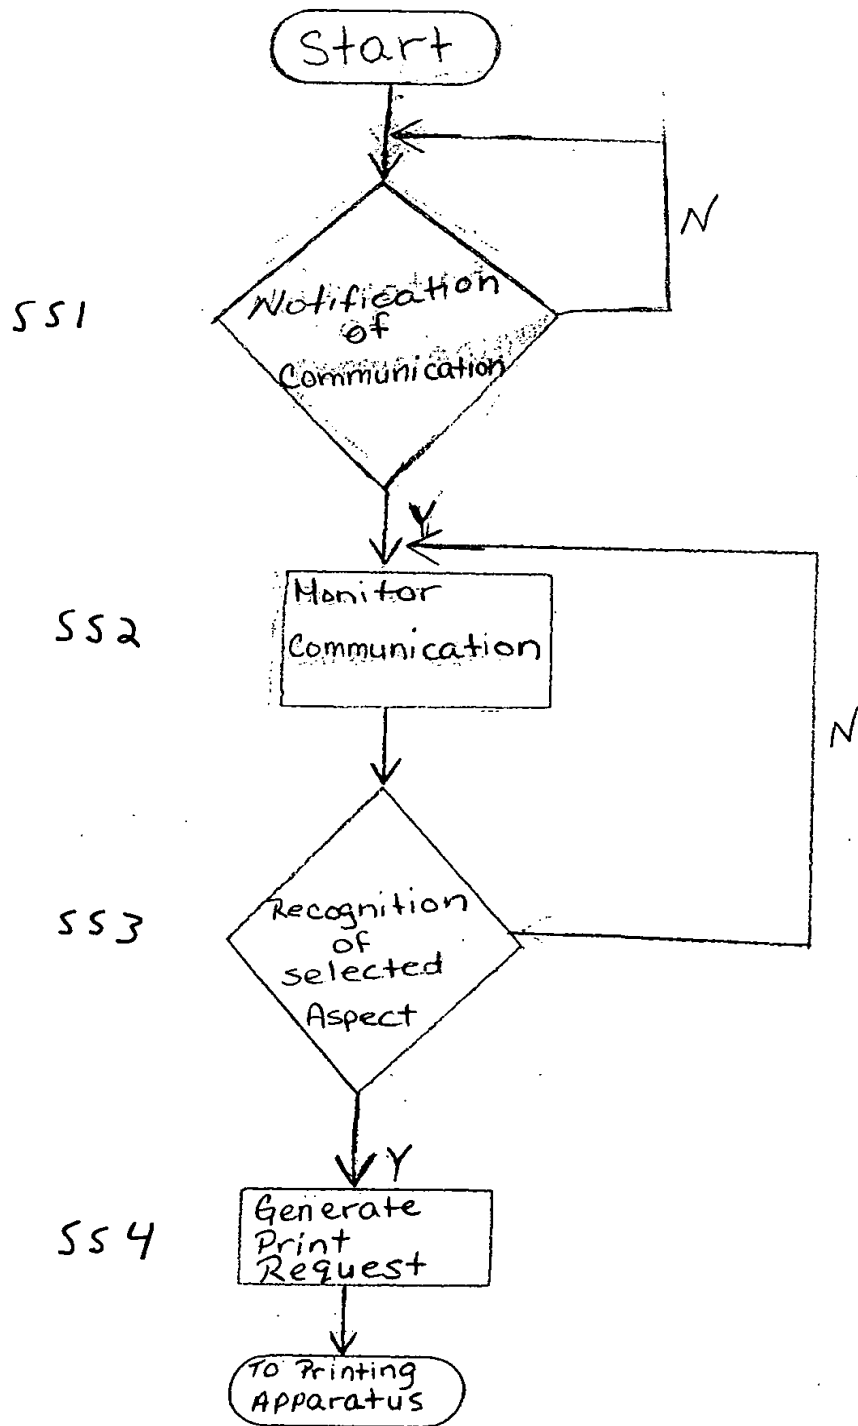 Start
N
SS1
Notification
of
Communication
Y
SS2
Monitor
Communication
N
SS3
Recognition
of
selected
Aspect
Y
SS4
Generate
Print
Request
To Printing
Apparatus